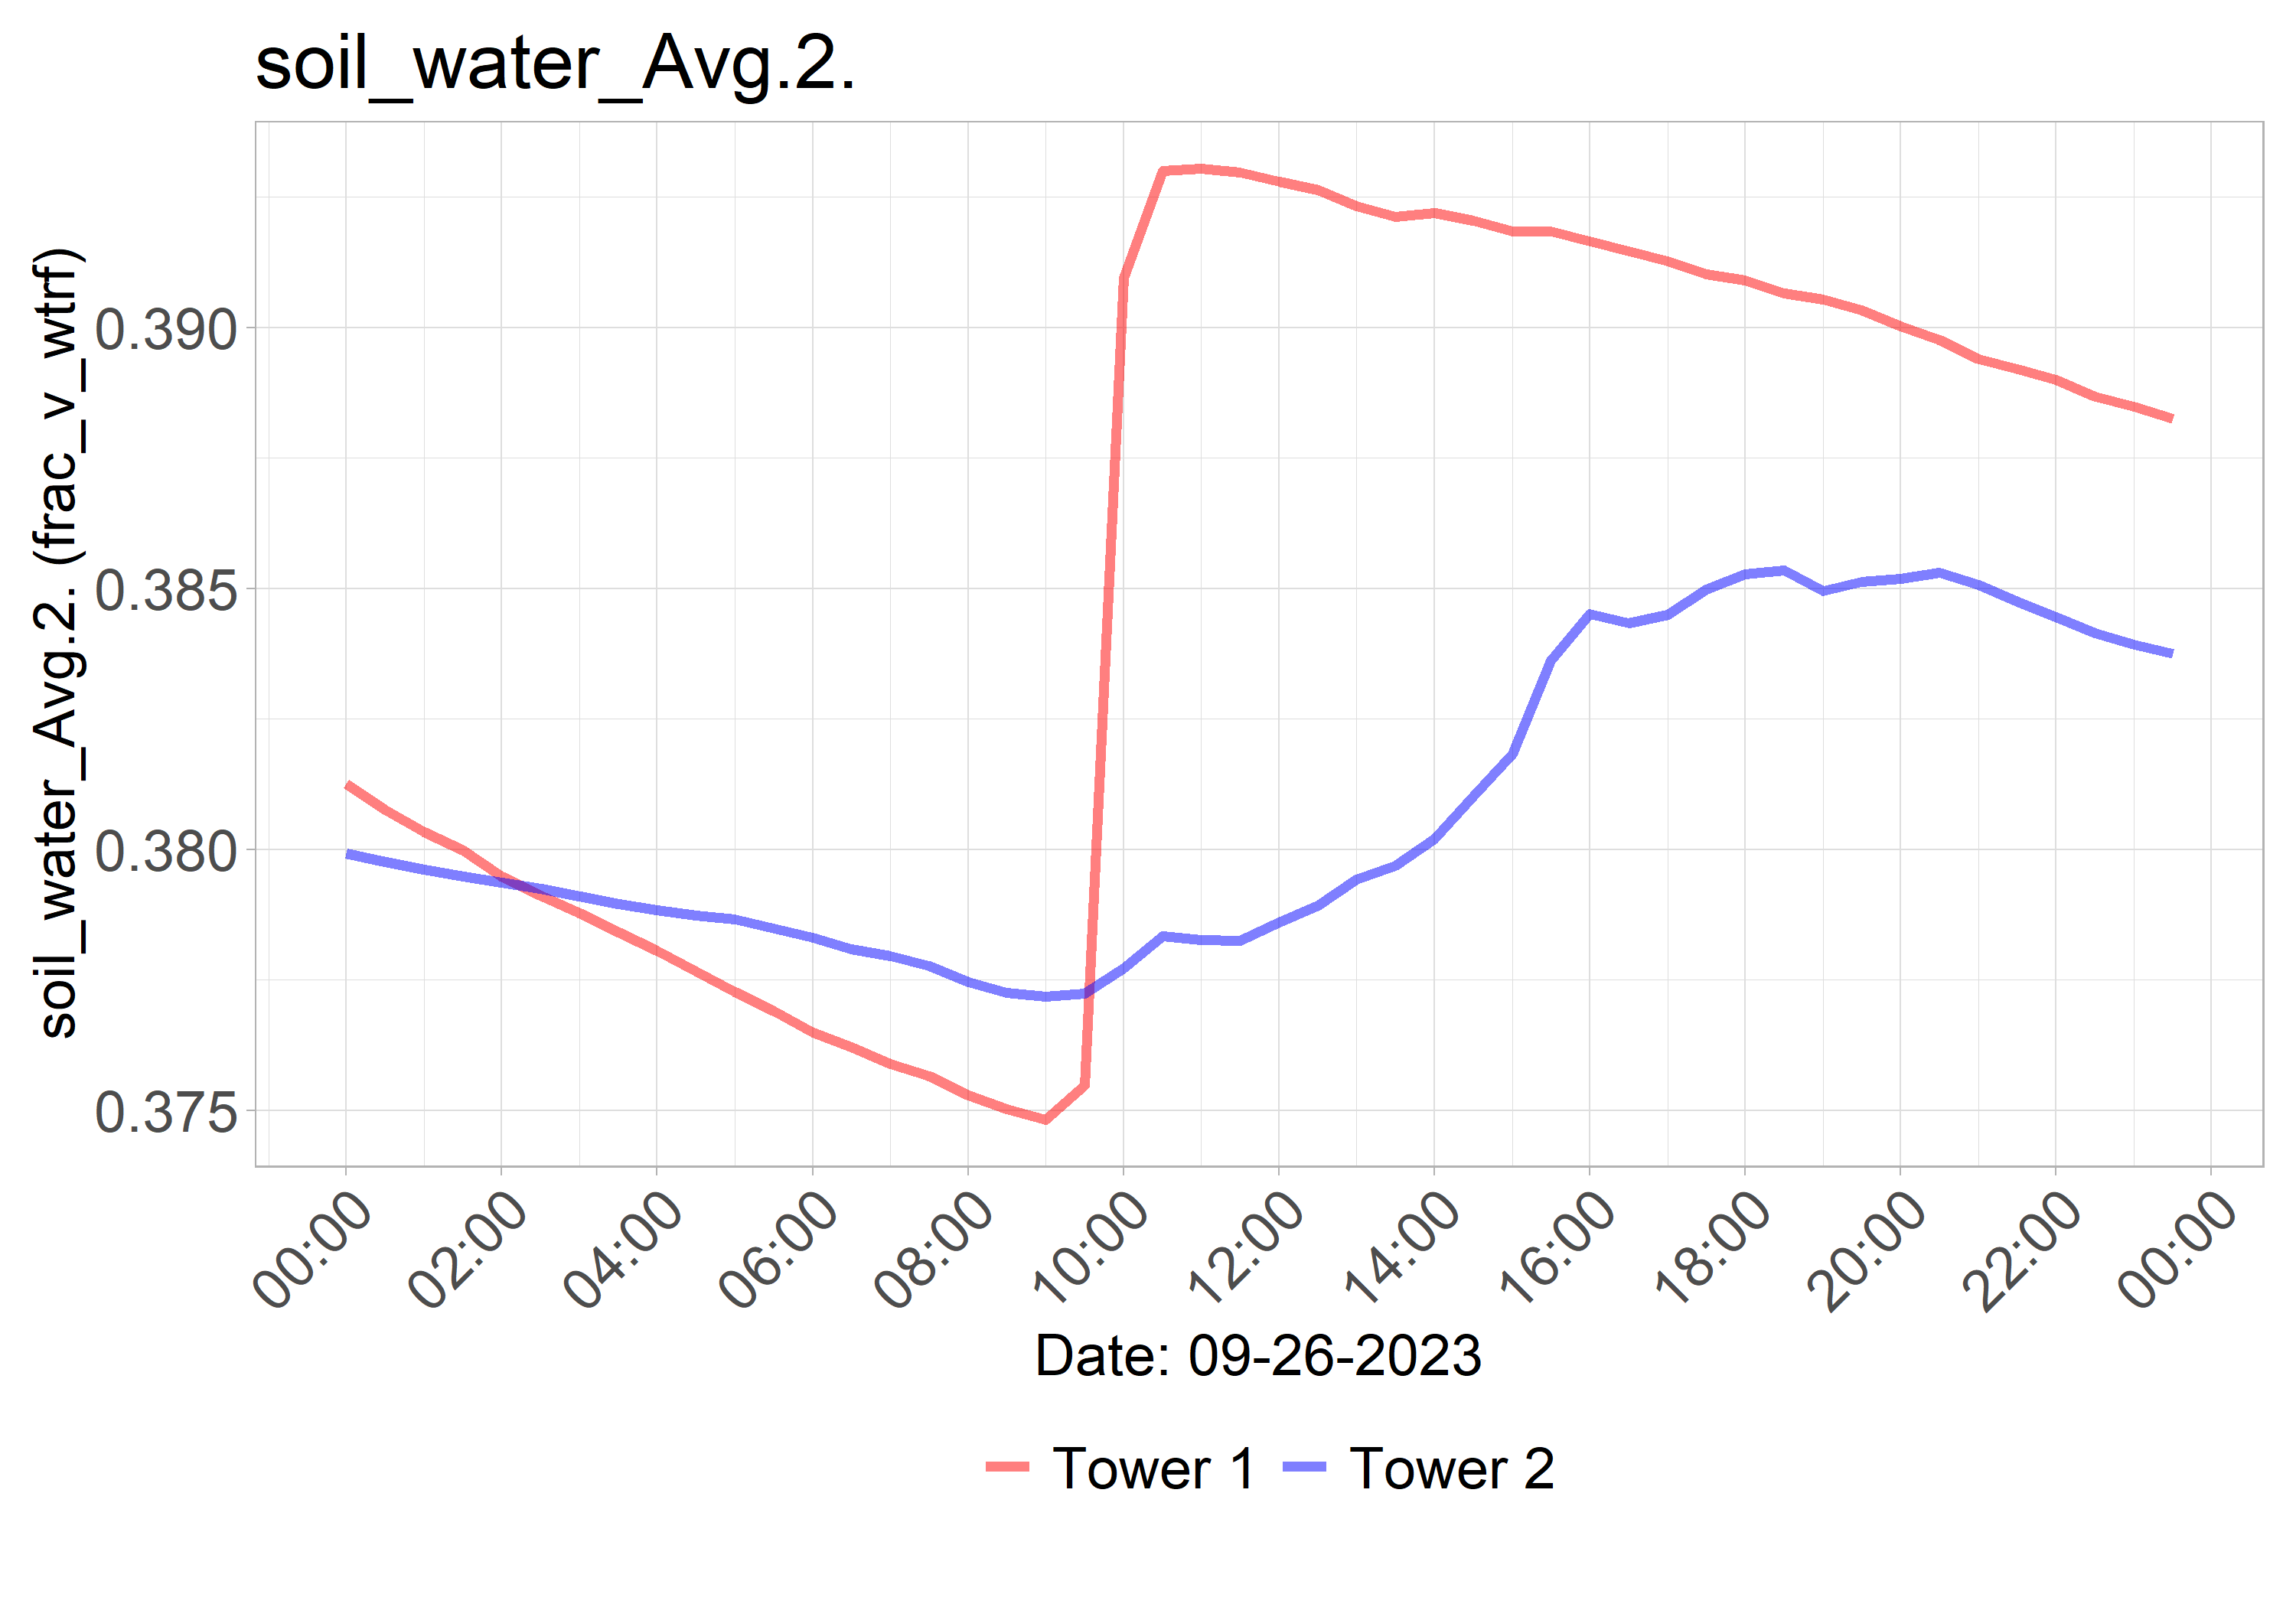 soil_water_Avg.2.
soil_water_Avg.2. (frac_v_wtrf)
0.390
0.385
0.380
0.375
00:00 02:00 04:00 06:00 08:00 10:00 12:00 14:00 16:00 18:00 20:00 22:00 00:00
Date: 09-26-2023
Tower 1 Tower 2